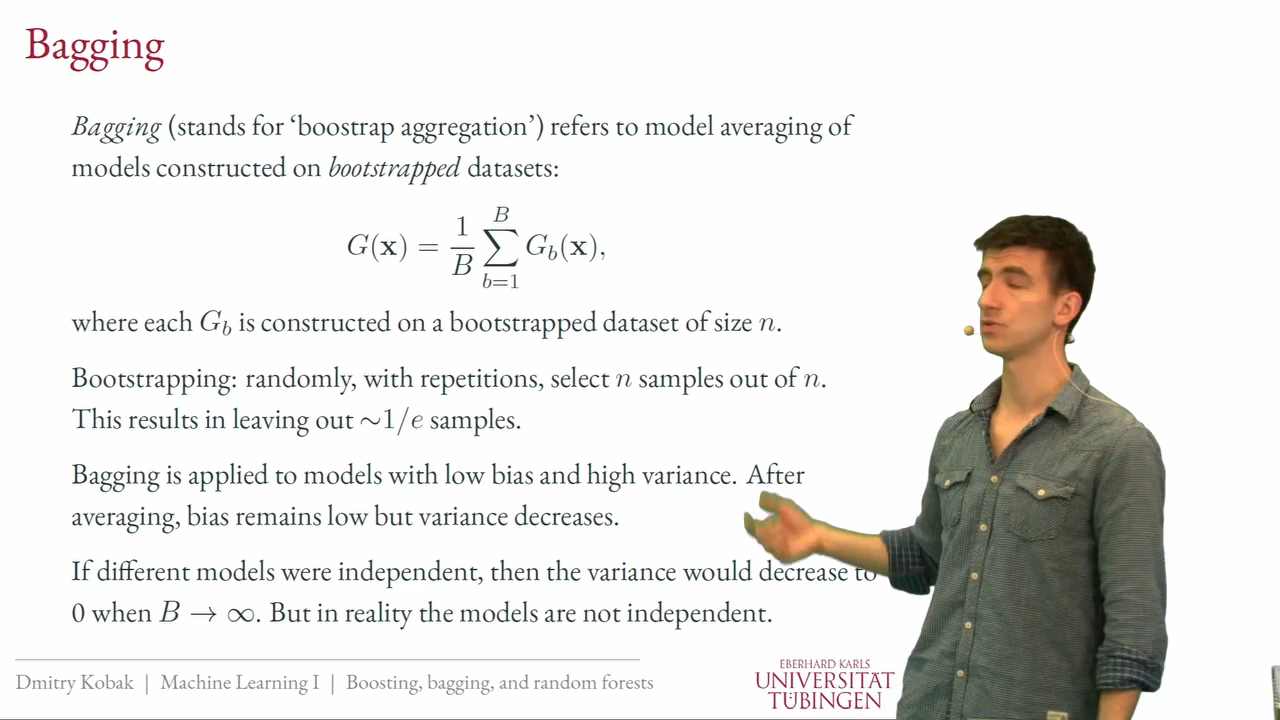 Bagging
Bagging (stands for ‘boostrap aggregation’) refers to model averaging of
models constructed on bootstrapped datasets:
G(x) = 1/B ∑_{b=1}^{B} G_b(x),
where each G_b is constructed on a bootstrapped dataset of size n.
Bootstrapping: randomly, with repetitions, select n samples out of n.
This results in leaving out ~1/e samples.
Bagging is applied to models with low bias and high variance. After
averaging, bias remains low but variance decreases.
If different models were independent, then the variance would decrease to
0 when B → ∞. But in reality the models are not independent.
Dmitry Kobak | Machine Learning I | Boosting, bagging, and random forests
EBERHARD KARLS
UNIVERSITÄT
TÜBINGEN